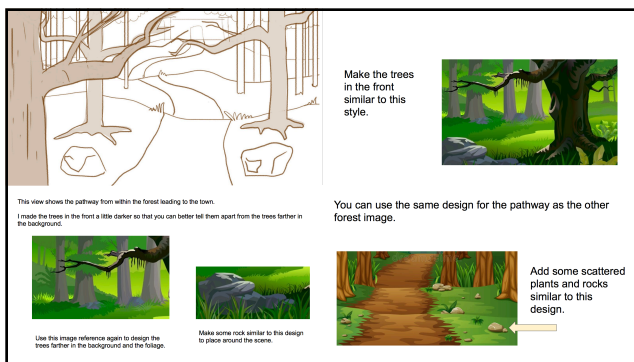 Make the trees
in the front
similar to this
style.
This view shows the pathway from within the forest leading to the town.
I made the trees in the front a little darker so that you can better tell them apart from the trees farther in
the background.
You can use the same design for the pathway as the other
forest image.
Use this image reference again to design the
trees farther in the background and the foliage.
Make some rock similar to this design
to place around the scene.
Add some scattered
plants and rocks
similar to this
design.